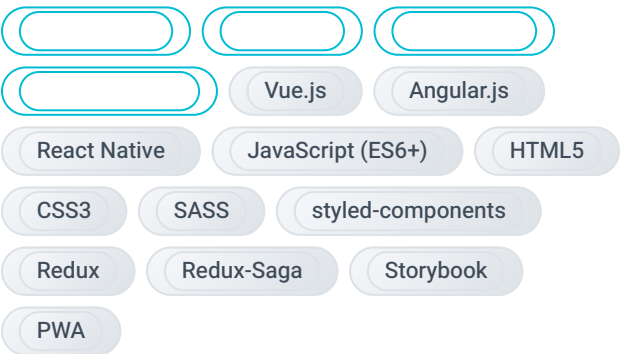 Vue.js Angular.js
React Native JavaScript (ES6+) HTML5
CSS3 SASS styled-components
Redux Redux-Saga Storybook
PWA